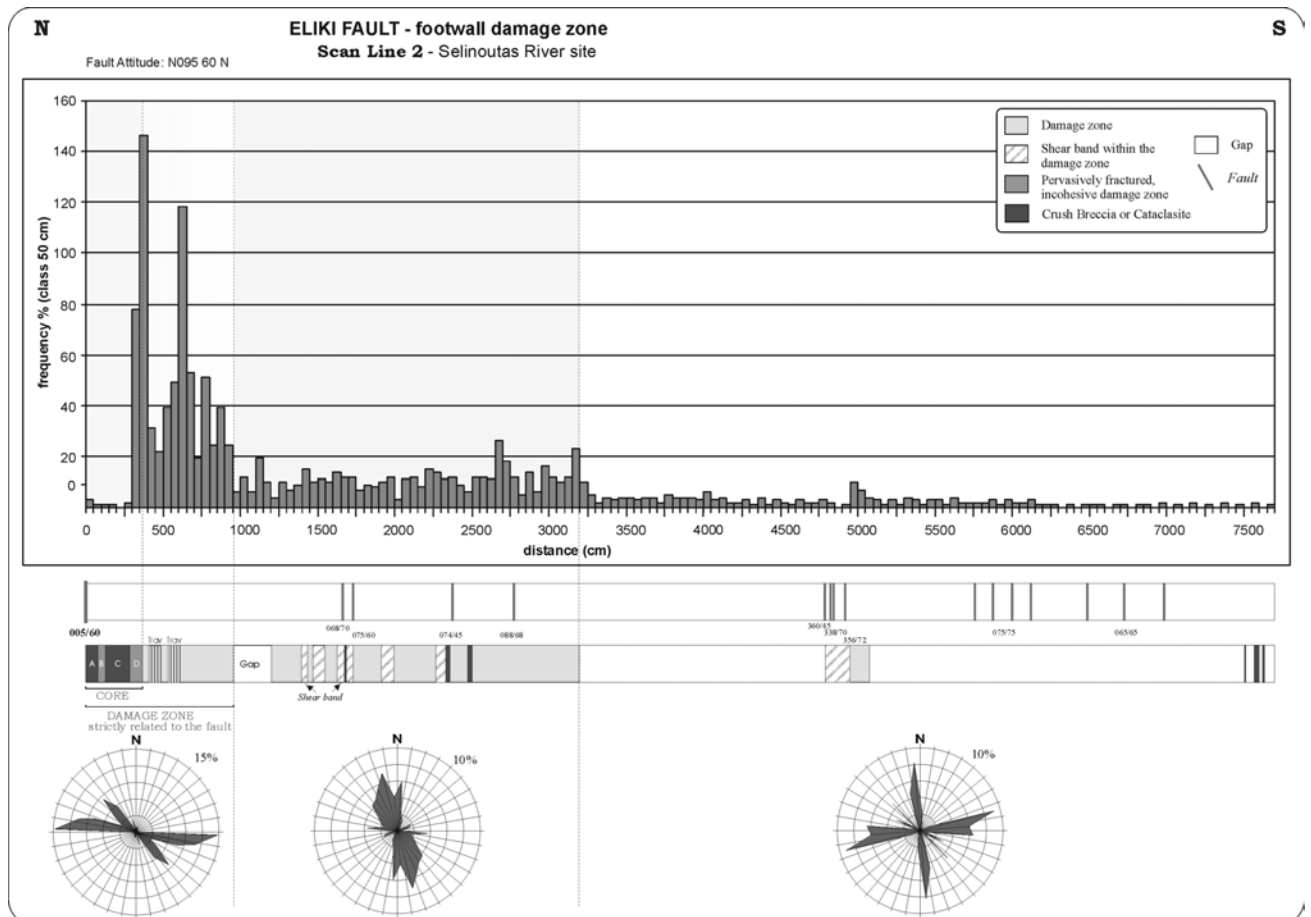 N
ELIKI FAULT - footwall damage zone
S
Scan Line 2 - Selinoutas River site
Fault Attitude: N095 60 N
frequency % (class 50 cm)
160
140
120
100
80
60
40
20
0
Damage zone
Shear band within the
damage zone
Pervasively fractured,
incohesive damage zone
Crush Breccia or Cataclasite
Gap
Fault
0 500 1000 1500 2000 2500 3000 3500 4000 4500 5000 5500 6000 6500 7000 7500
distance (cm)
005/60
068/70
075/60
074/45
088/68
360/45
338/70
356/72
075/75
065/65
Trav Trav
A B C D
Gap
Shear band
CORE
DAMAGE ZONE
strictly related to the fault
N
15%
N
10%
N
10%